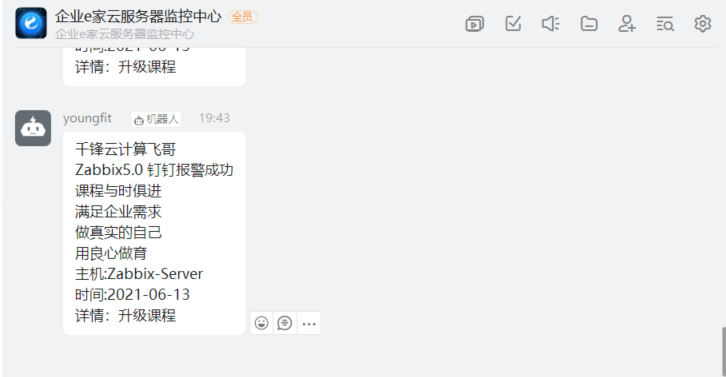 企业e家云服务器监控中心 全员
企业e家云服务器监控中心
时间:2021-06-13
详情：升级课程
youngfit 机器人 19:43
千锋云计算飞哥
Zabbix5.0 钉钉报警成功
课程与时俱进
满足企业需求
做真实的自己
用良心做育
主机:Zabbix-Server
时间:2021-06-13
详情：升级课程